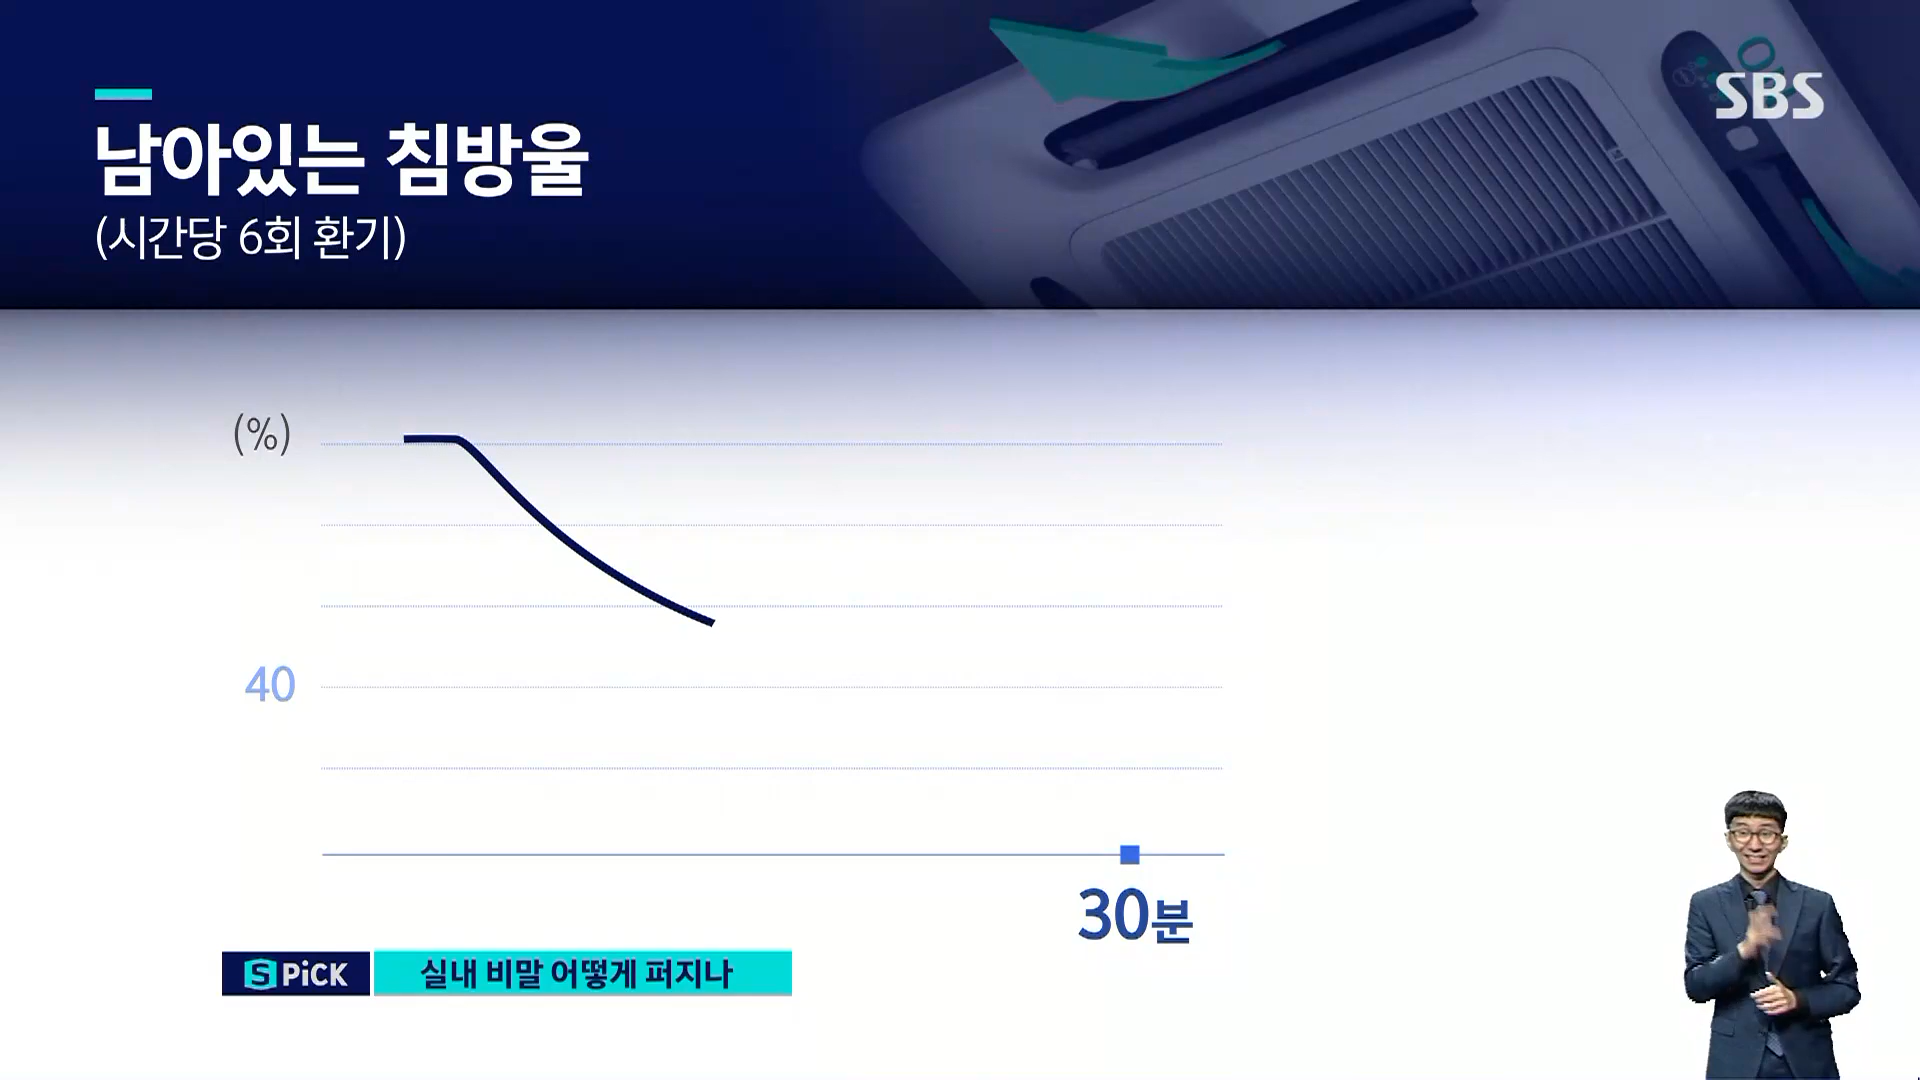 남아있는 침방울
(시간당 6회 환기)
SBS
(%)
40
30분
S PiCK
실내 비말 어떻게 퍼지나